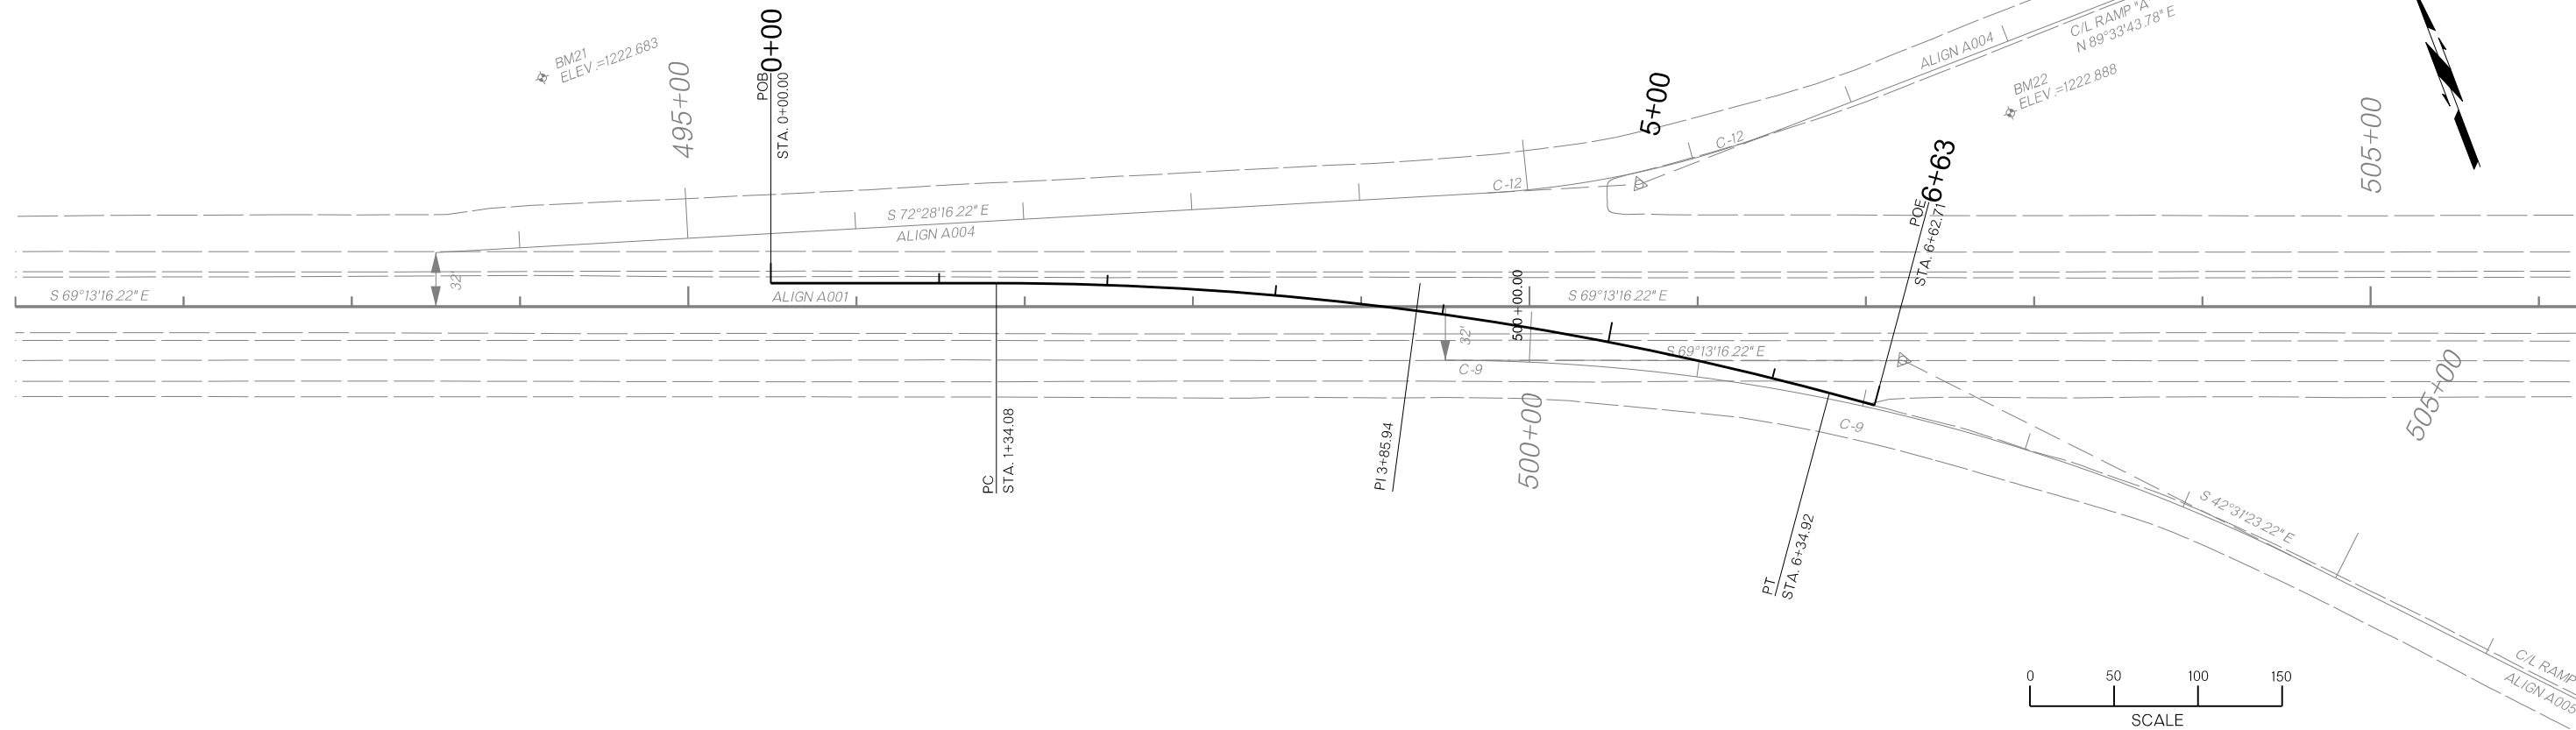 0+00
POB
STA. 0+00.00
BM21
ELEV.=1222.683
495+00
5+00
C/L RAMP "A"
N 89°33'43.78" E
ALIGN A004
BM22
ELEV.=1222.888
C-12
C-12
6+63
POE
STA. 6+62.71
505+00
S 72°28'16.22" E
ALIGN A004
32'
S 69°13'16.22" E
ALIGN A001
500+00.00
S 69°13'16.22" E
32'
S 69°13'16.22" E
C-9
C-9
500+00
505+00
PC
STA. 1+34.08
PI 3+85.94
PT
STA. 6+34.92
S 42°31'23.22" E
C/L RAMP
ALIGN A005
0 50 100 150
SCALE